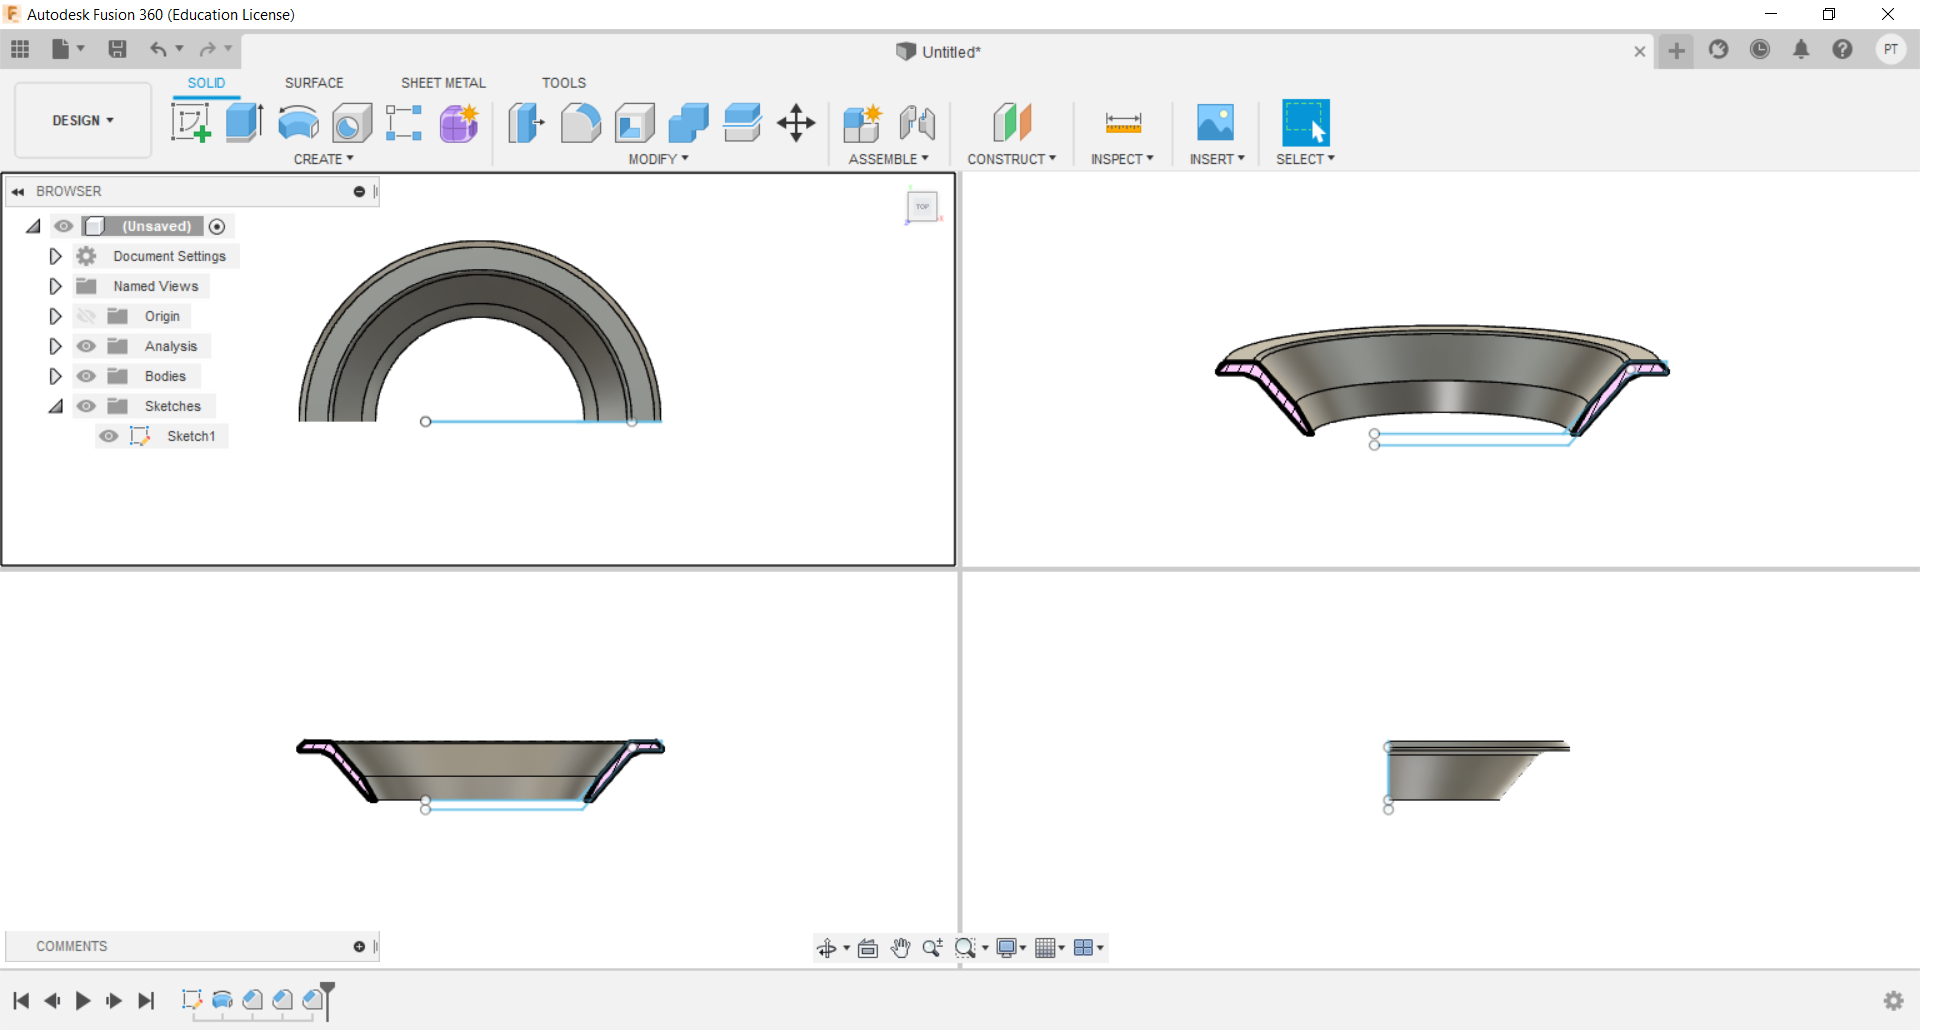 Autodesk Fusion 360 (Education License)
Untitled*
PT
SOLID
SURFACE
SHEET METAL
TOOLS
DESIGN
CREATE
MODIFY
ASSEMBLE
CONSTRUCT
INSPECT
INSERT
SELECT
BROWSER
TOP
(Unsaved)
Document Settings
Named Views
Origin
Analysis
Bodies
Sketches
Sketch1
COMMENTS